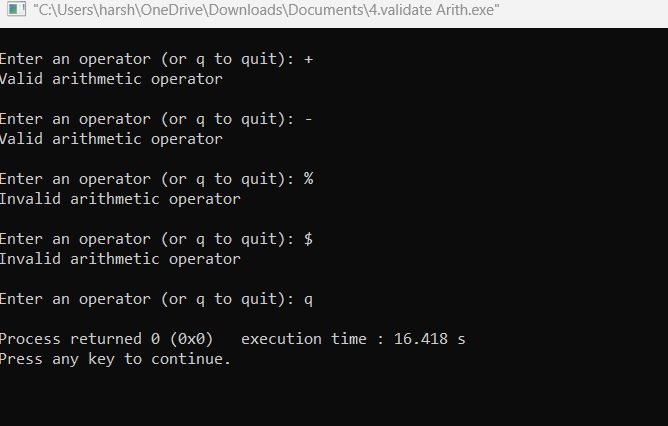 "C:\Users\harsh\OneDrive\Downloads\Documents\4.validate Arith.exe"
Enter an operator (or q to quit): +
Valid arithmetic operator
Enter an operator (or q to quit): -
Valid arithmetic operator
Enter an operator (or q to quit): %
Invalid arithmetic operator
Enter an operator (or q to quit): $
Invalid arithmetic operator
Enter an operator (or q to quit): q
Process returned 0 (0x0)   execution time : 16.418 s
Press any key to continue.